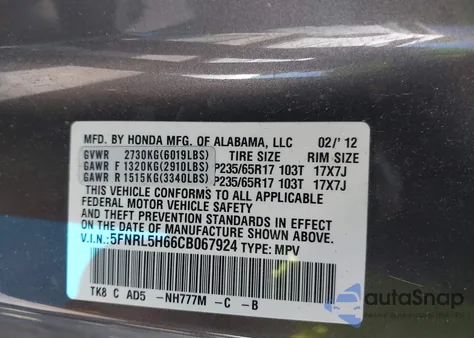 MFD. BY HONDA MFG. OF ALABAMA, LLC 02/'12
GVWR 2730KG(6019LBS) TIRE SIZE RIM SIZE
GAWR F 1320KG(2910LBS) P235/65R17 103T 17X7J
GAWR R 1515KG(3340LBS) P235/65R17 103T 17X7J
THIS VEHICLE CONFORMS TO ALL APPLICABLE
FEDERAL MOTOR VEHICLE SAFETY
STANDARDS IN EFFECT ON THE DATE OF
MANUFACTURE SHOWN ABOVE.
V.I.N.: 5FNRL5H66CB067924 TYPE: MPV
TK8 C AD5 -NH777M -C -B
autoSnap